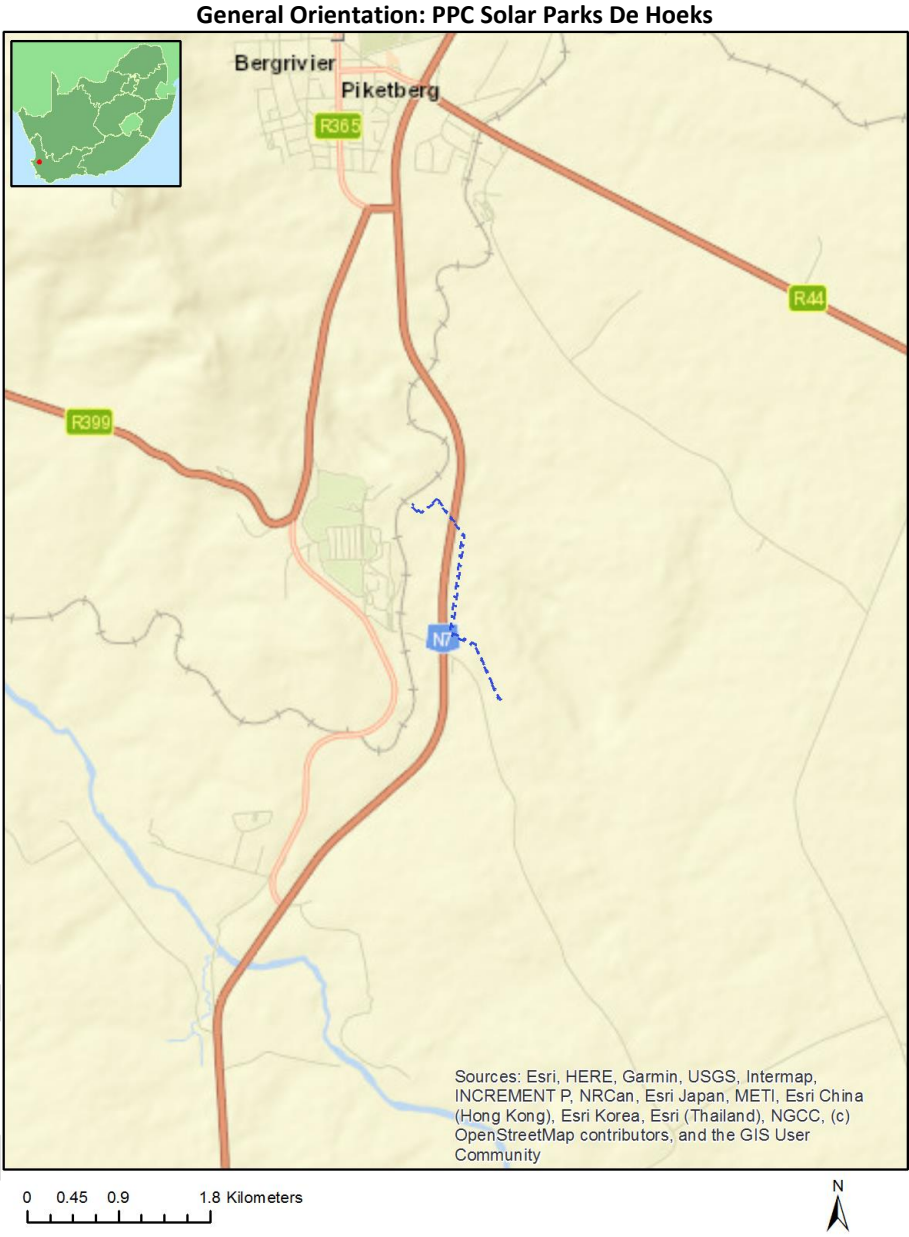 General Orientation: PPC Solar Parks De Hoeks
Bergrivier
Piketberg
R365
R44
R399
N7
Sources: Esri, HERE, Garmin, USGS, Intermap,
INCREMENT P, NRCan, Esri Japan, METI, Esri China
(Hong Kong), Esri Korea, Esri (Thailand), NGCC, (c)
OpenStreetMap contributors, and the GIS User
Community
0 0.45 0.9 1.8 Kilometers
N